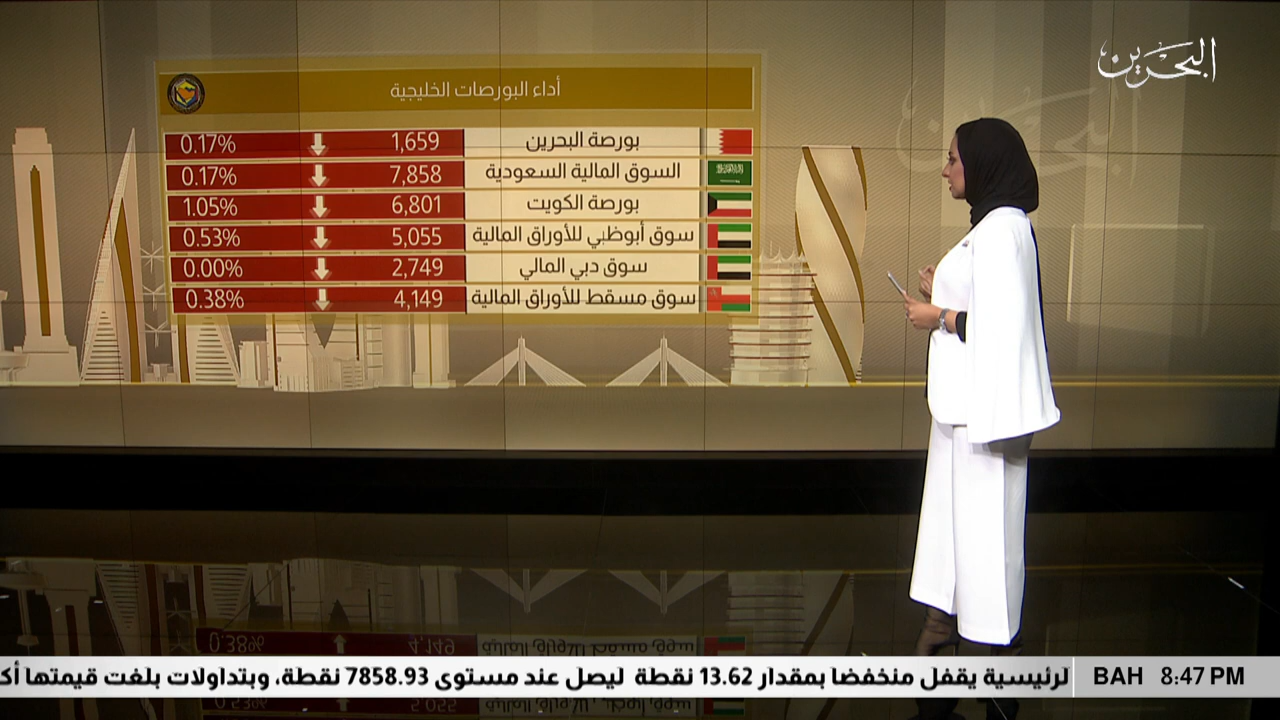 البحرين
أداء البورصات الخليجية
بورصة البحرين 1,659 0.17%
السوق المالية السعودية 7,858 0.17%
بورصة الكويت 6,801 1.05%
سوق أبوظبي للأوراق المالية 5,055 0.53%
سوق دبي المالي 2,749 0.00%
سوق مسقط للأوراق المالية 4,149 0.38%
BAH 8:47 PM
لرئيسية يقفل منخفضا بمقدار 13.62 نقطة ليصل عند مستوى 7858.93 نقطة، وبتداولات بلغت قيمتها أك